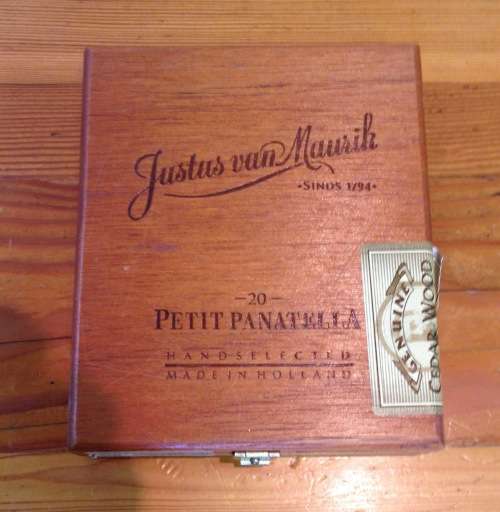 Justus van Maurik
•SINDS 1794•
—20—
PETIT PANATELLA
HANDSELECTED
MADE IN HOLLAND
GENUINE
CEDAR WOOD